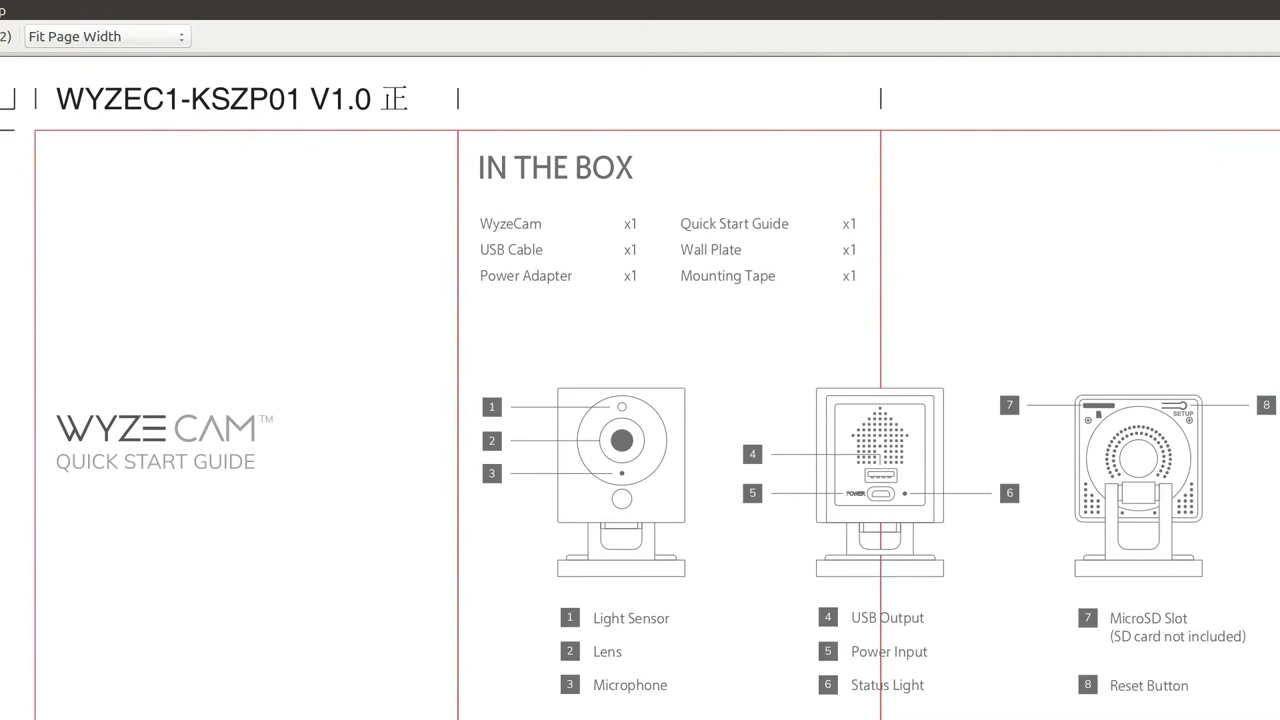 p
2) Fit Page Width
WYZEC1-KSZP01 V1.0 正
IN THE BOX
WyzeCam x1 Quick Start Guide x1
USB Cable x1 Wall Plate x1
Power Adapter x1 Mounting Tape x1
WYZE CAM™
QUICK START GUIDE
1
2
3
4
5
POWER
6
7
SETUP
8
1 Light Sensor
2 Lens
3 Microphone
4 USB Output
5 Power Input
6 Status Light
7 MicroSD Slot
(SD card not included)
8 Reset Button